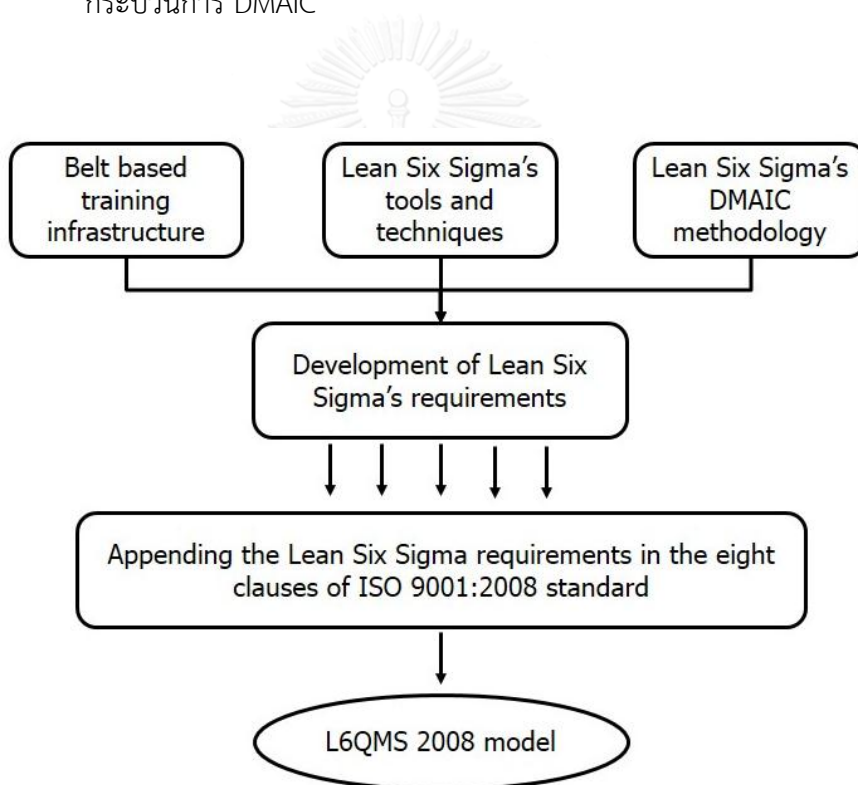 กระบวนการ DMAIC
Belt based
training
infrastructure
Lean Six Sigma's
tools and
techniques
Lean Six Sigma's
DMAIC
methodology
Development of Lean Six
Sigma's requirements
Appending the Lean Six Sigma requirements in the eight
clauses of ISO 9001:2008 standard
L6QMS 2008 model